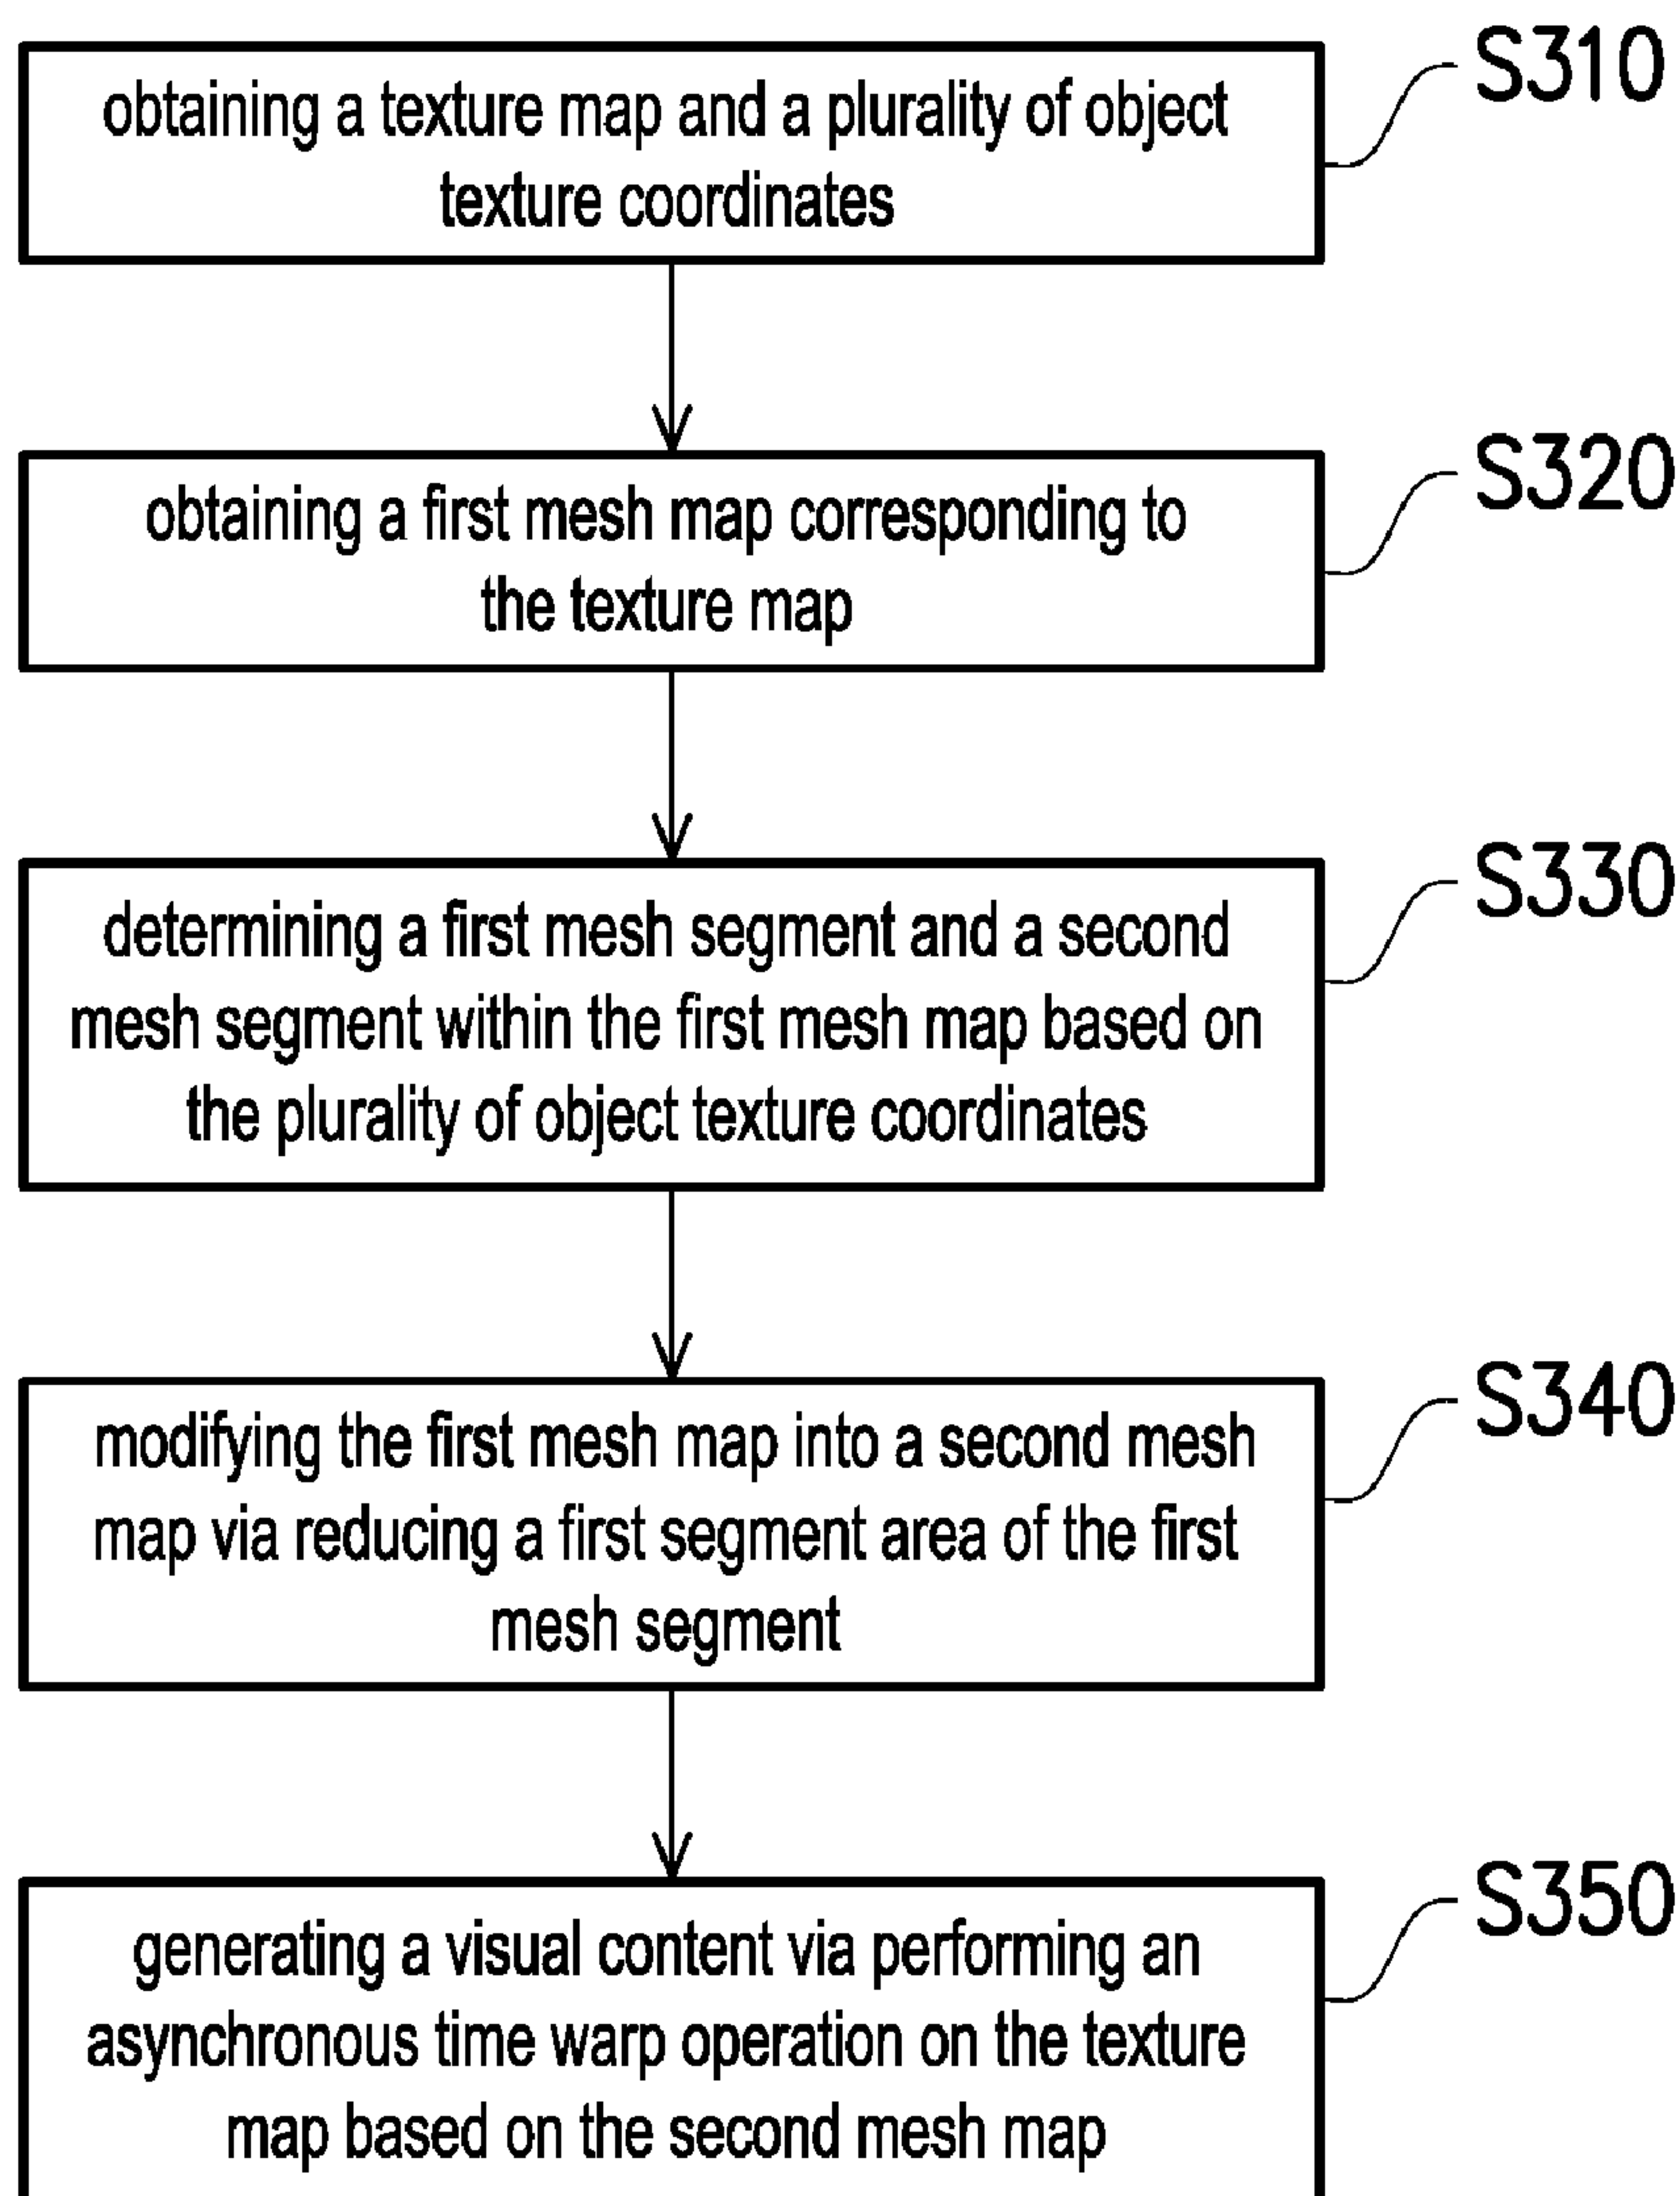 S310
obtaining a texture map and a plurality of object
texture coordinates
S320
obtaining a first mesh map corresponding to
the texture map
S330
determining a first mesh segment and a second
mesh segment within the first mesh map based on
the plurality of object texture coordinates
S340
modifying the first mesh map into a second mesh
map via reducing a first segment area of the first
mesh segment
S350
generating a visual content via performing an
asynchronous time warp operation on the texture
map based on the second mesh map